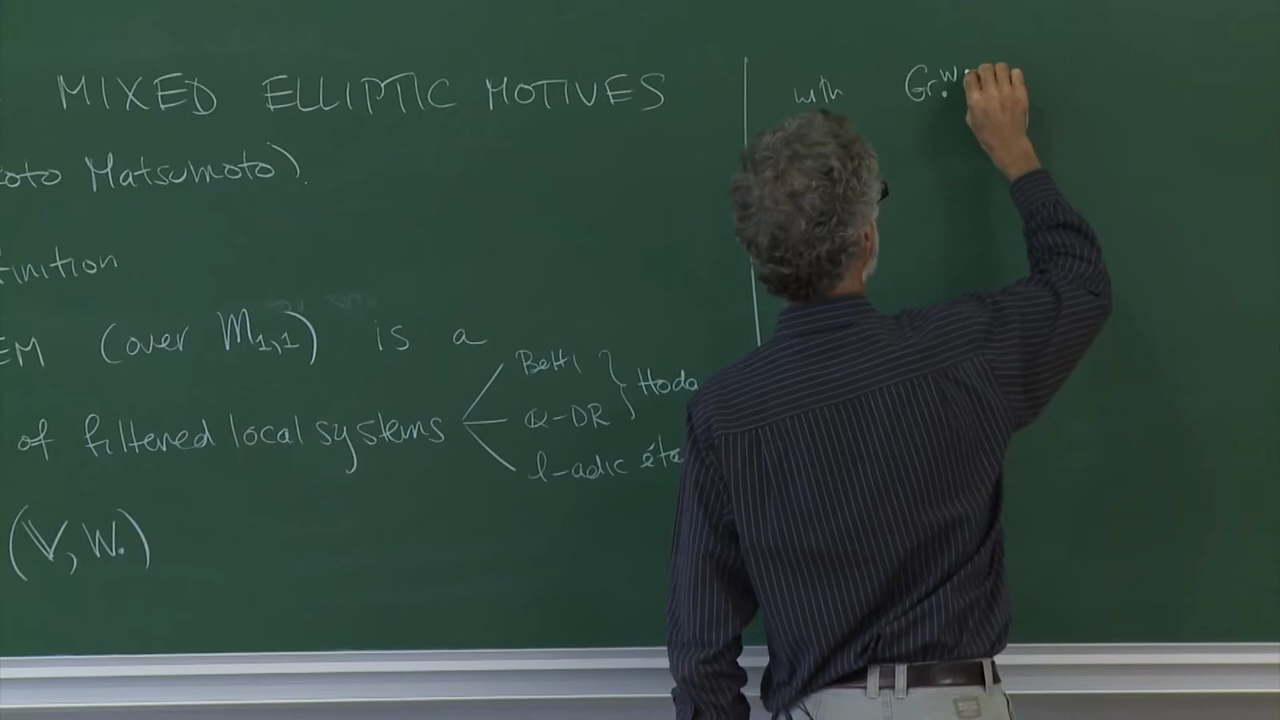 MIXED ELLIPTIC MOTIVES
oto Matsumoto).
finition
EM (over M₁,₁) is a
of filtered local systems
Betti
Q-DR
Hod
l-adic éta
(𝕍, W.)
with Gr.ᵂ